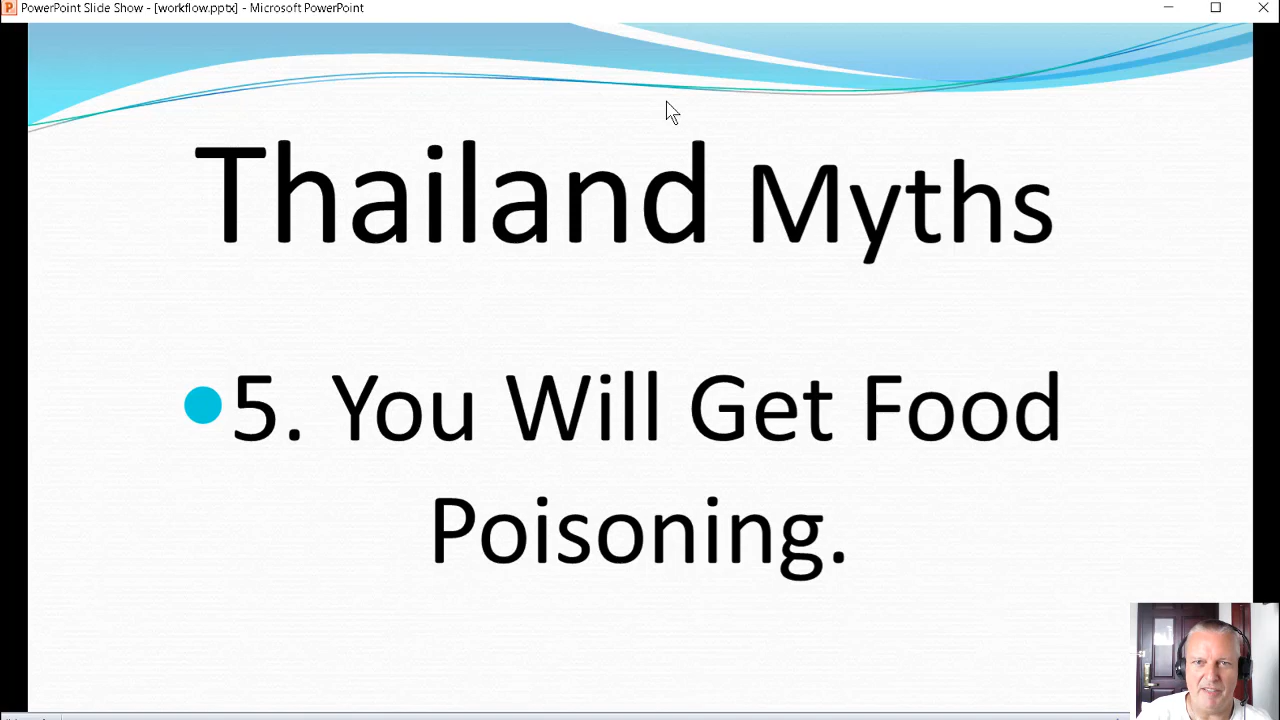 PowerPoint Slide Show - [workflow.pptx] - Microsoft PowerPoint
Thailand Myths
5. You Will Get Food
Poisoning.